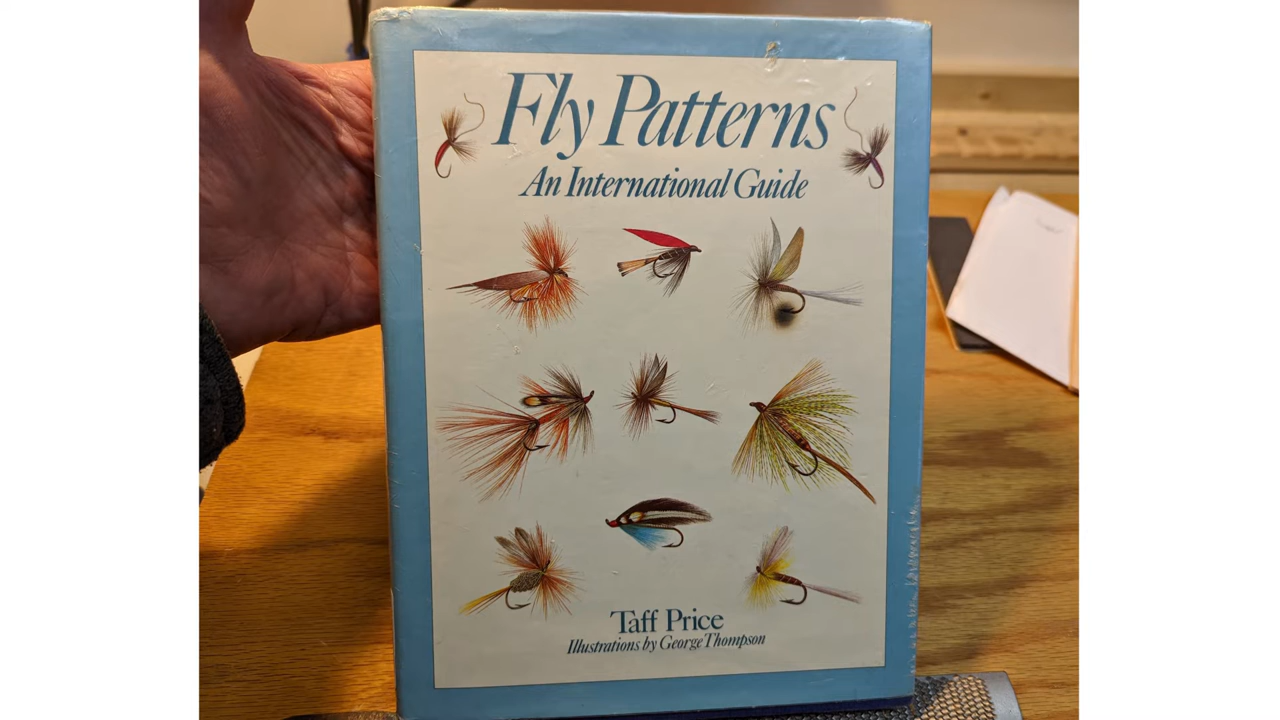 Fly Patterns
An International Guide
Taff Price
Illustrations by George Thompson